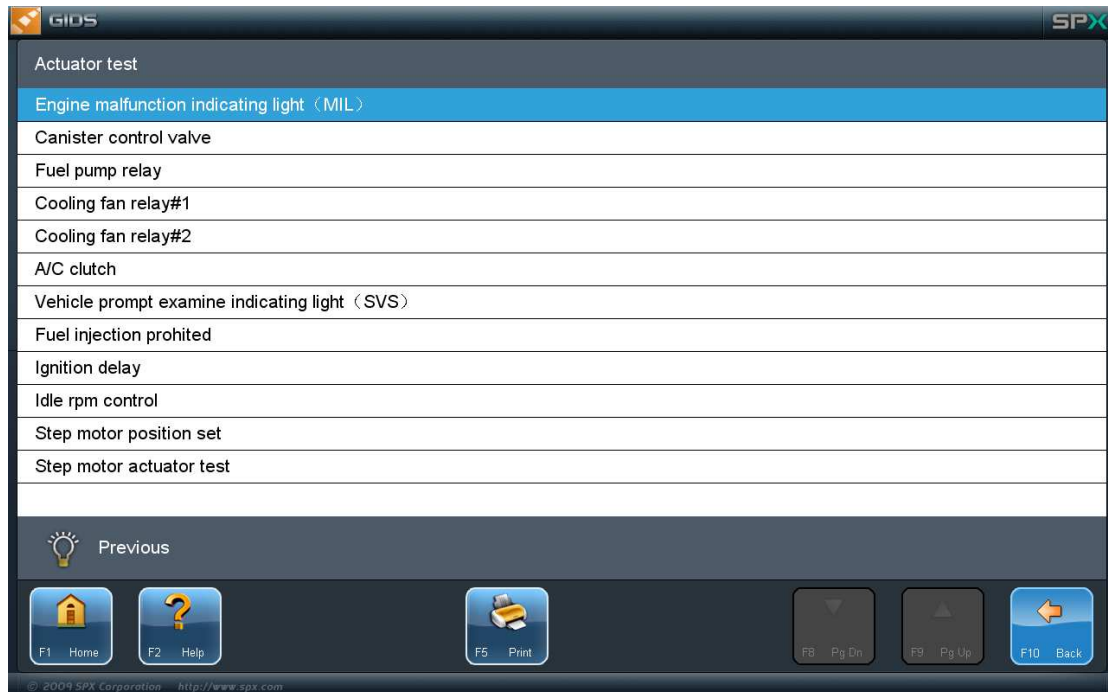 GIDS SPX
Actuator test
Engine malfunction indicating light（MIL）
Canister control valve
Fuel pump relay
Cooling fan relay#1
Cooling fan relay#2
A/C clutch
Vehicle prompt examine indicating light（SVS）
Fuel injection prohited
Ignition delay
Idle rpm control
Step motor position set
Step motor actuator test
Previous
F1 Home F2 Help F5 Print F8 Pg Dn F9 Pg Up F10 Back
© 2009 SPX Corporation http://www.spx.com